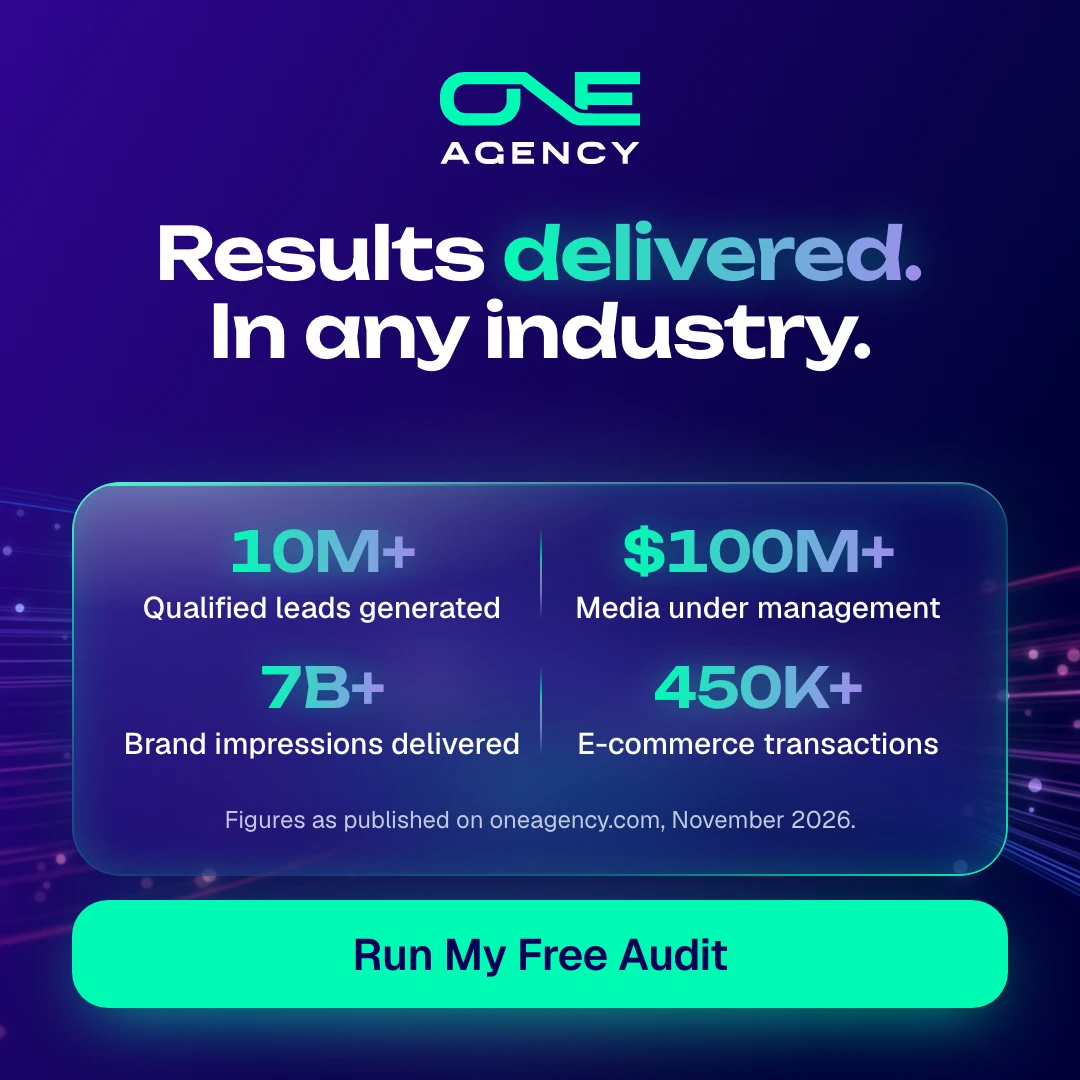 ONE
AGENCY
Results delivered.
In any industry.
10M+
Qualified leads generated
$100M+
Media under management
7B+
Brand impressions delivered
450K+
E-commerce transactions
Figures as published on oneagency.com, November 2026.
Run My Free Audit